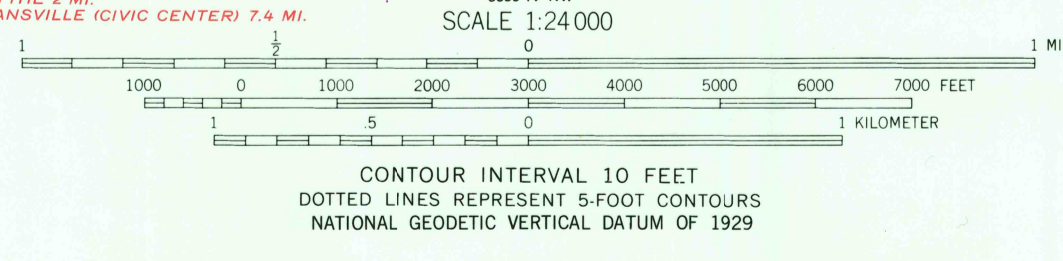 2 MI.
ANSVILLE (CIVIC CENTER) 7.4 MI.
SCALE 1:24 000
1 1/2 0 1 MI
1000 0 1000 2000 3000 4000 5000 6000 7000 FEET
1 .5 0 1 KILOMETER
CONTOUR INTERVAL 10 FEET
DOTTED LINES REPRESENT 5-FOOT CONTOURS
NATIONAL GEODETIC VERTICAL DATUM OF 1929